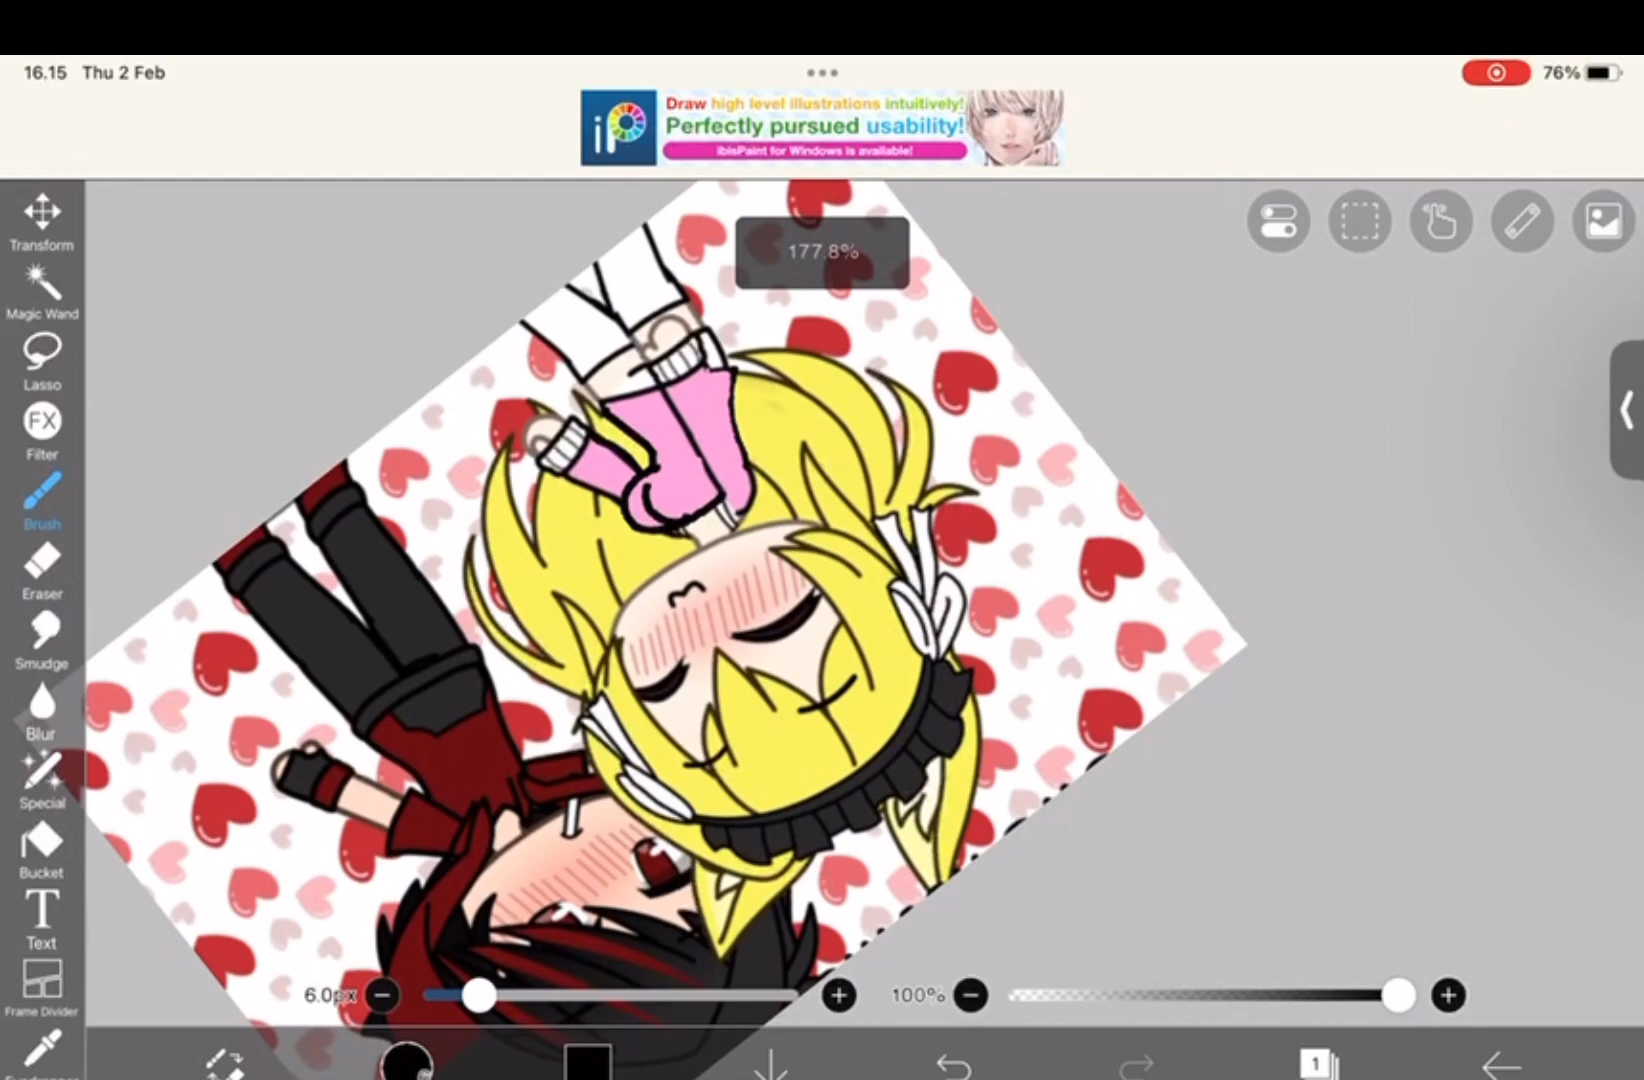 16.15 Thu 2 Feb
76%
iP
Draw high level illustrations intuitively!
Perfectly pursued usability!
ibisPaint for Windows is available!
177.8%
Transform
Magic Wand
Lasso
FX
Filter
Brush
Eraser
Smudge
Blur
Special
Bucket
T
Text
Frame Divider
6.0px
100%
1